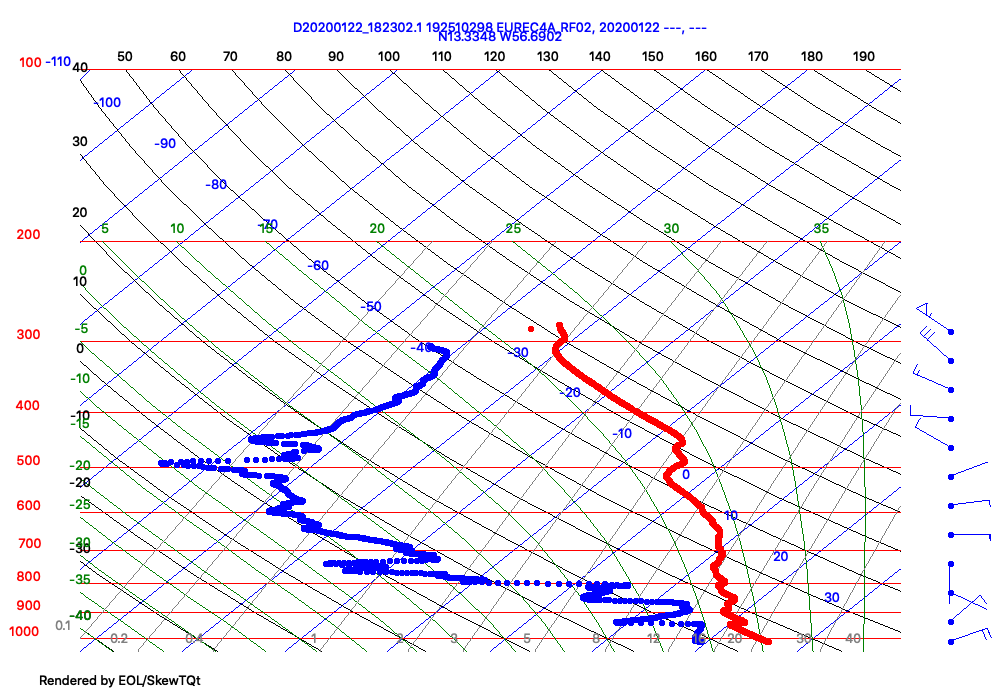 D20200122_182302.1 192510298 EUREC4A_RF02, 20200122 ---, ---
N13.3348 W56.6902
50 60 70 80 90 100 110 120 130 140 150 160 170 180 190
100 -110 40
-100
30 -90
-80
20 -70
200 5 10 15 20 25 30 35
-60
0
10
-50
-5
300
0 -40 -30
-10 -20
400 -10
-15 -10
500 -20 0
-20
600 -25 10
700 -30
-30 20
800 -35
900 -40 30
1000 0.1 0.2 0.4 1 2 3 5 8 12 16 20 30 40
Rendered by EOL/SkewTQt